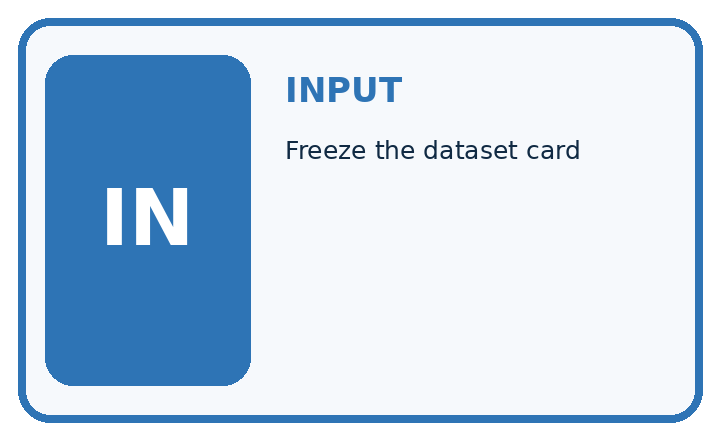 IN
INPUT
Freeze the dataset card